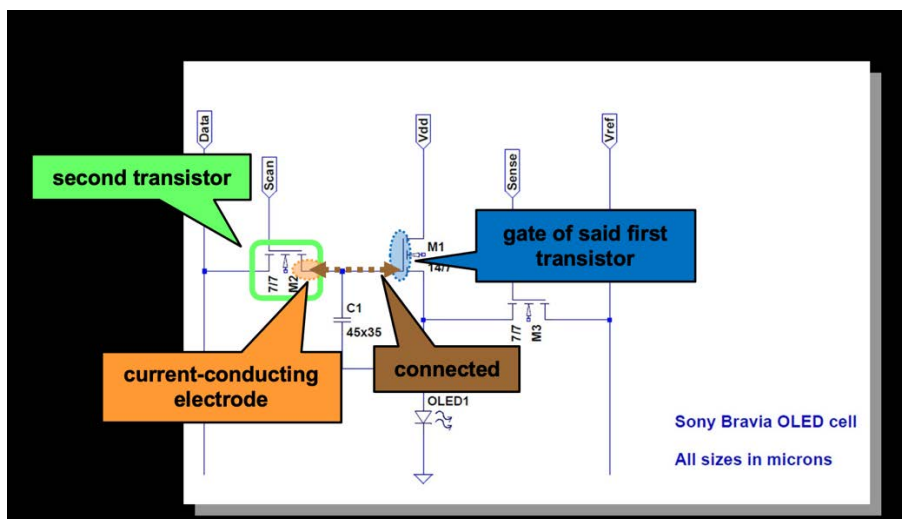 Data
Scan
Vdd
Sense
Vref
second transistor
M1
14/7
gate of said first
transistor
7/7
M2
C1
45x35
7/7
M3
current-conducting
electrode
connected
OLED1
Sony Bravia OLED cell
All sizes in microns